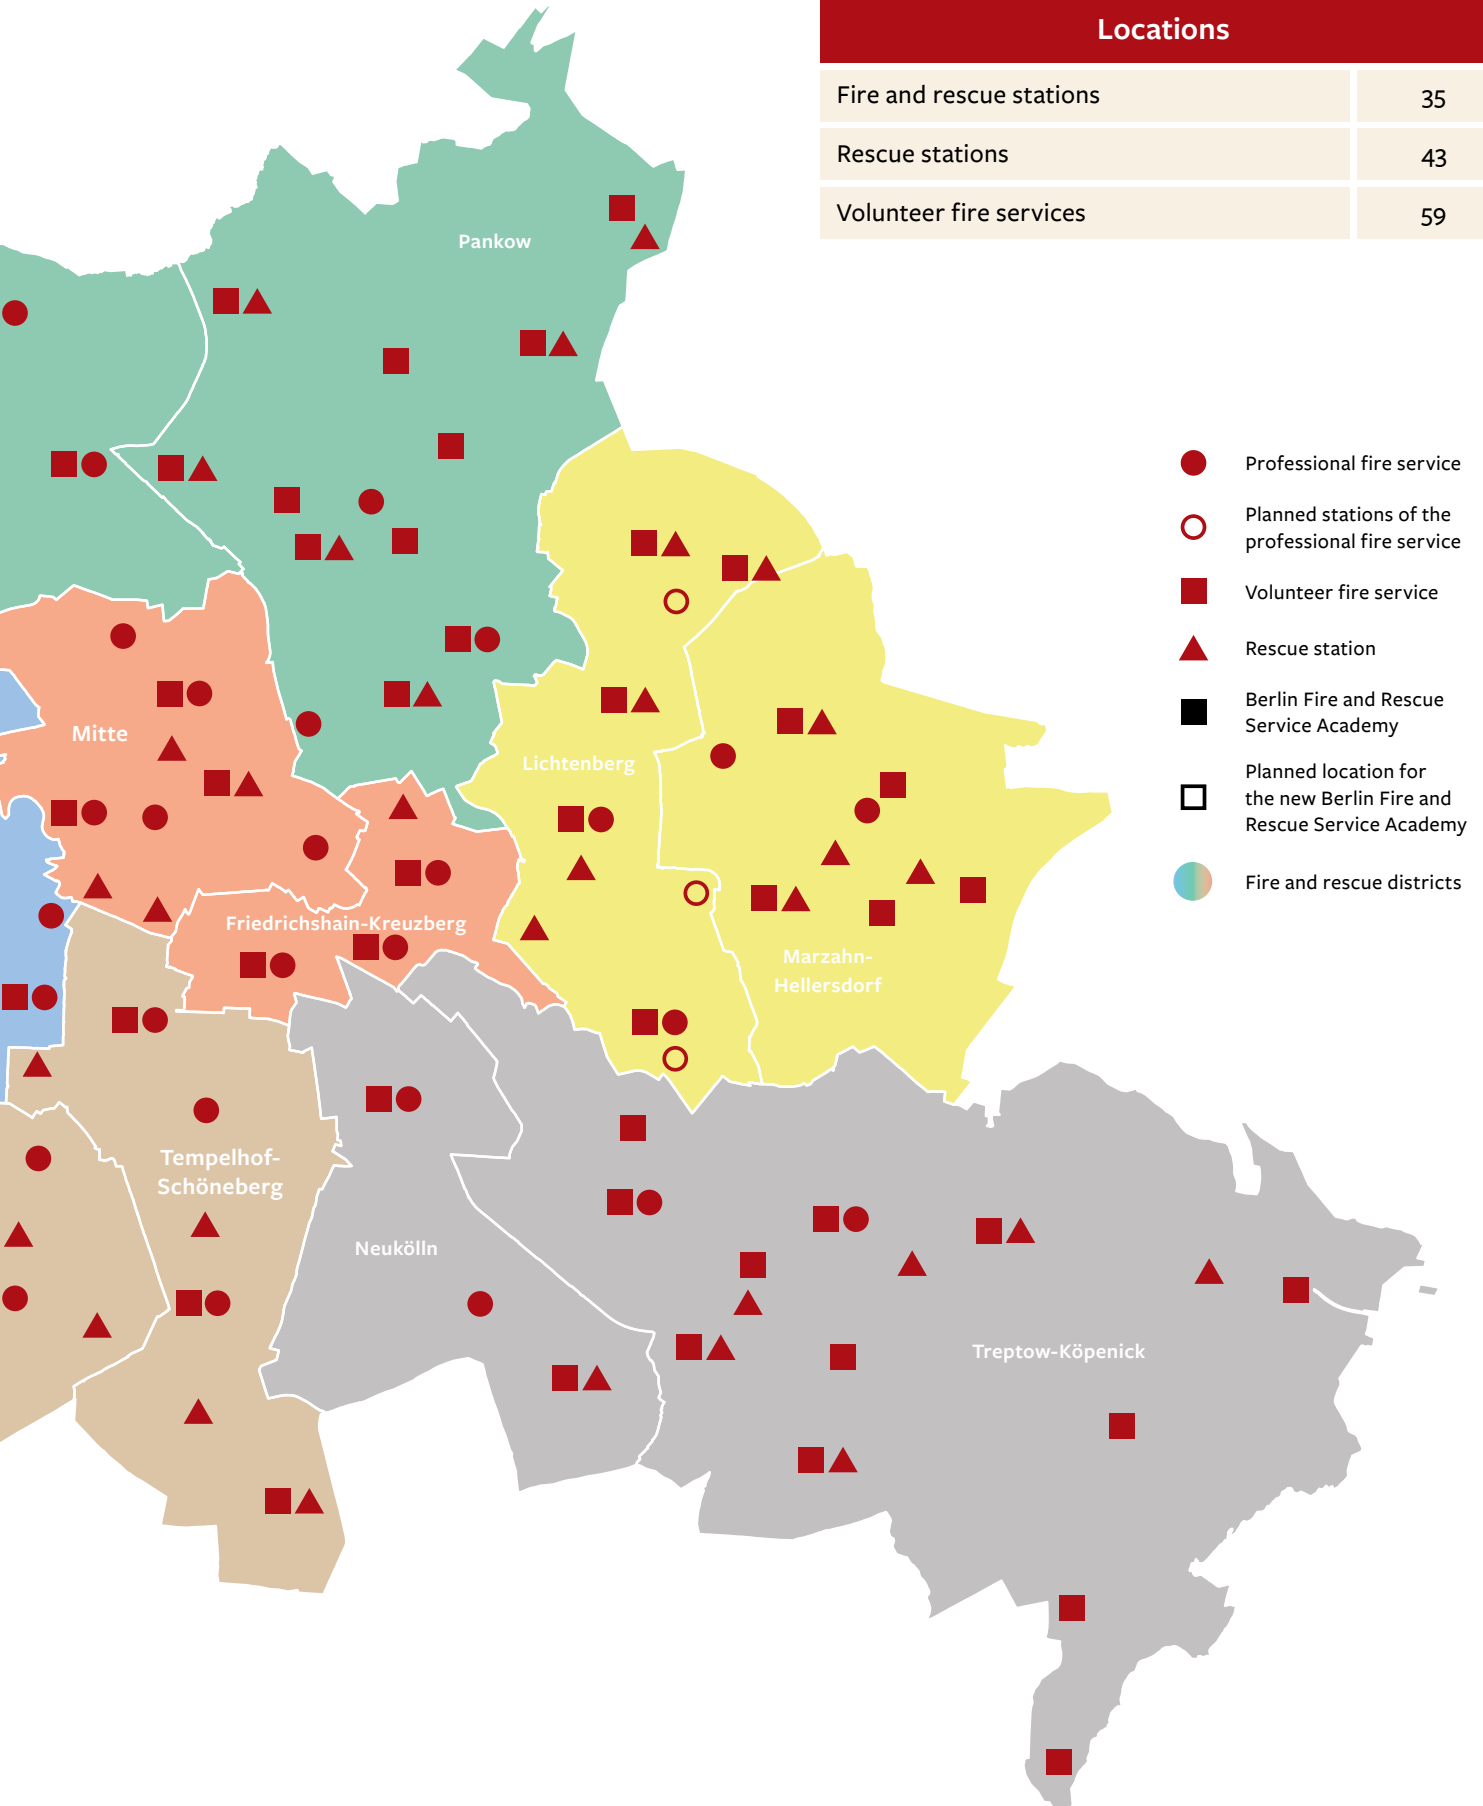 Locations
Fire and rescue stations 35
Rescue stations 43
Volunteer fire services 59
Pankow
Professional fire service
Planned stations of the
professional fire service
Volunteer fire service
Rescue station
Berlin Fire and Rescue
Service Academy
Planned location for
the new Berlin Fire and
Rescue Service Academy
Fire and rescue districts
Mitte
Lichtenberg
Friedrichshain-Kreuzberg
Marzahn-
Hellersdorf
Tempelhof-
Schöneberg
Neukölln
Treptow-Köpenick